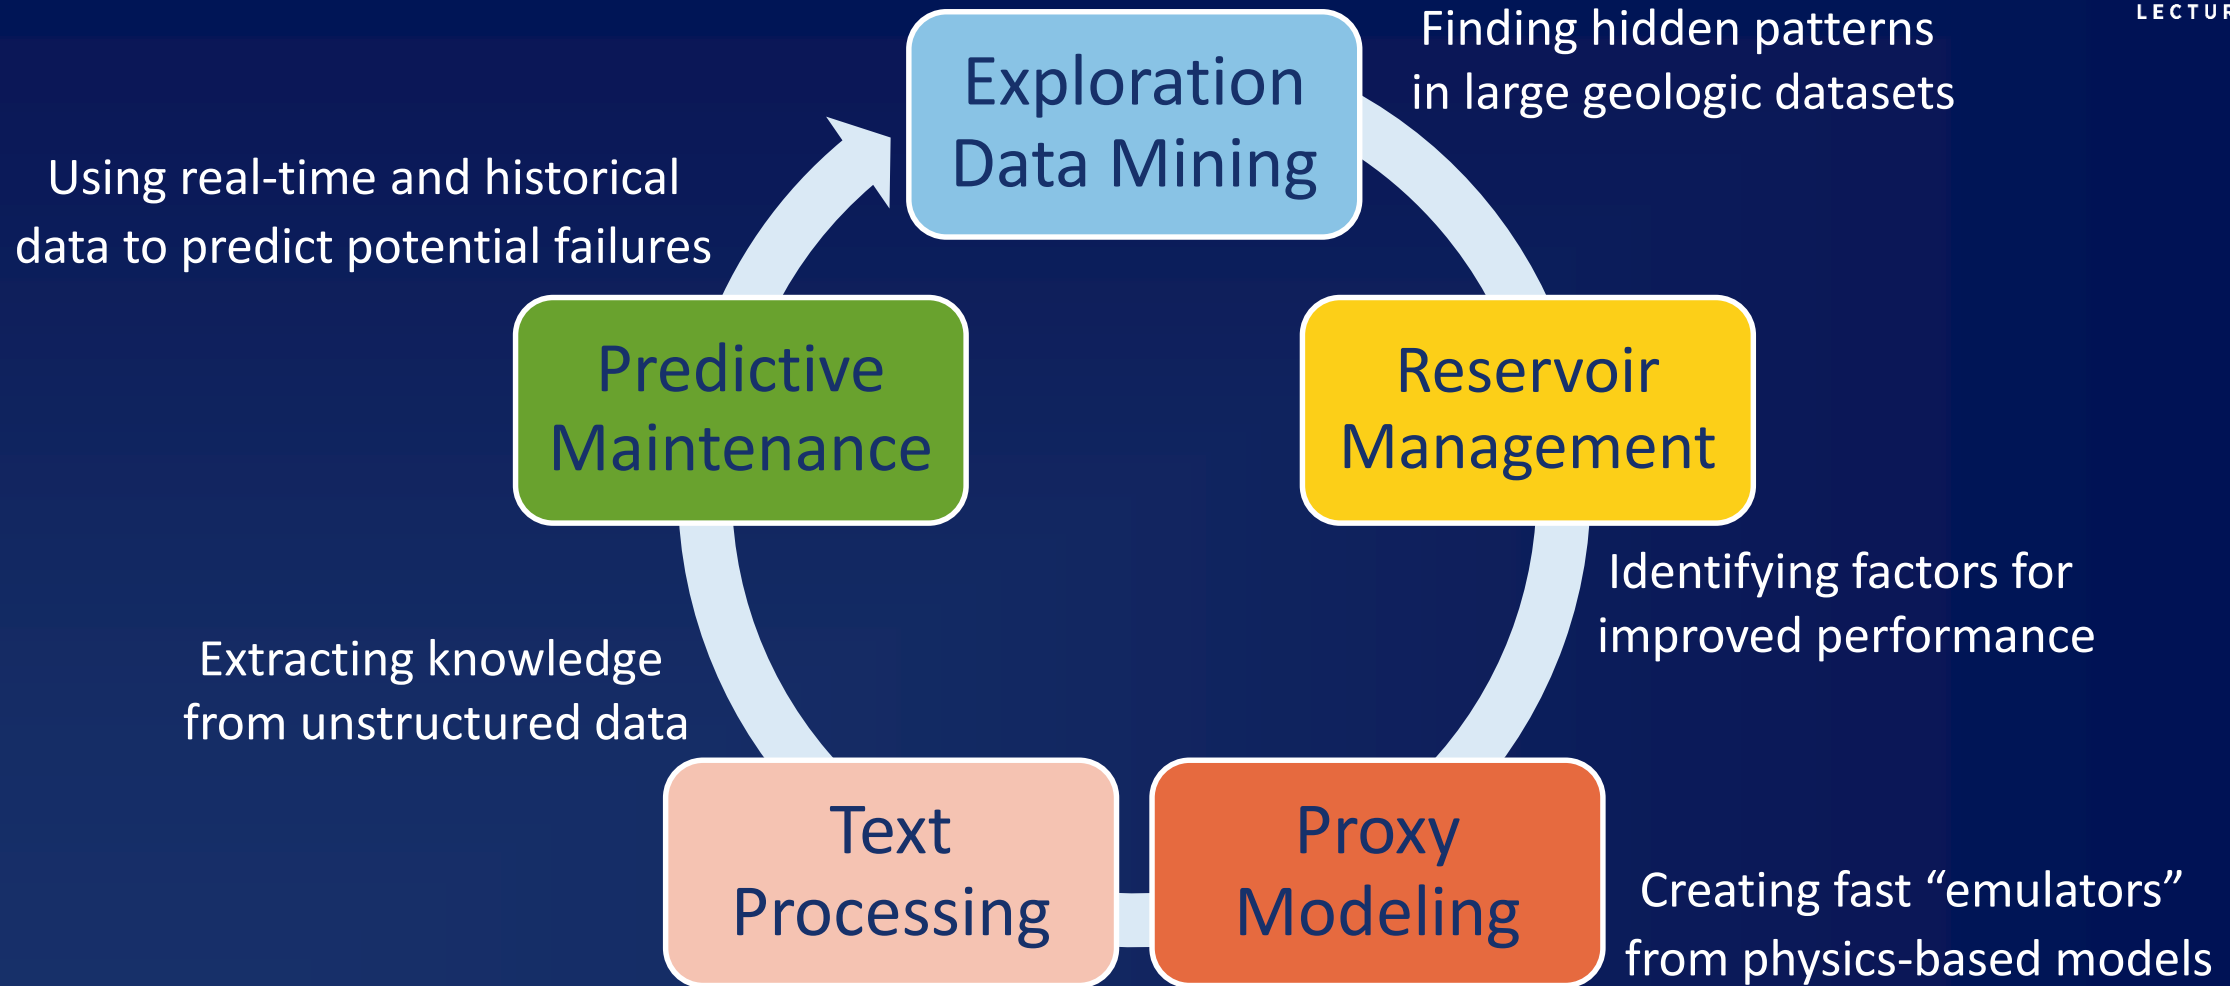 LECTUR
Exploration
Data Mining
Finding hidden patterns
in large geologic datasets
Using real-time and historical
data to predict potential failures
Predictive
Maintenance
Reservoir
Management
Identifying factors for
improved performance
Extracting knowledge
from unstructured data
Text
Processing
Proxy
Modeling
Creating fast “emulators”
from physics-based models